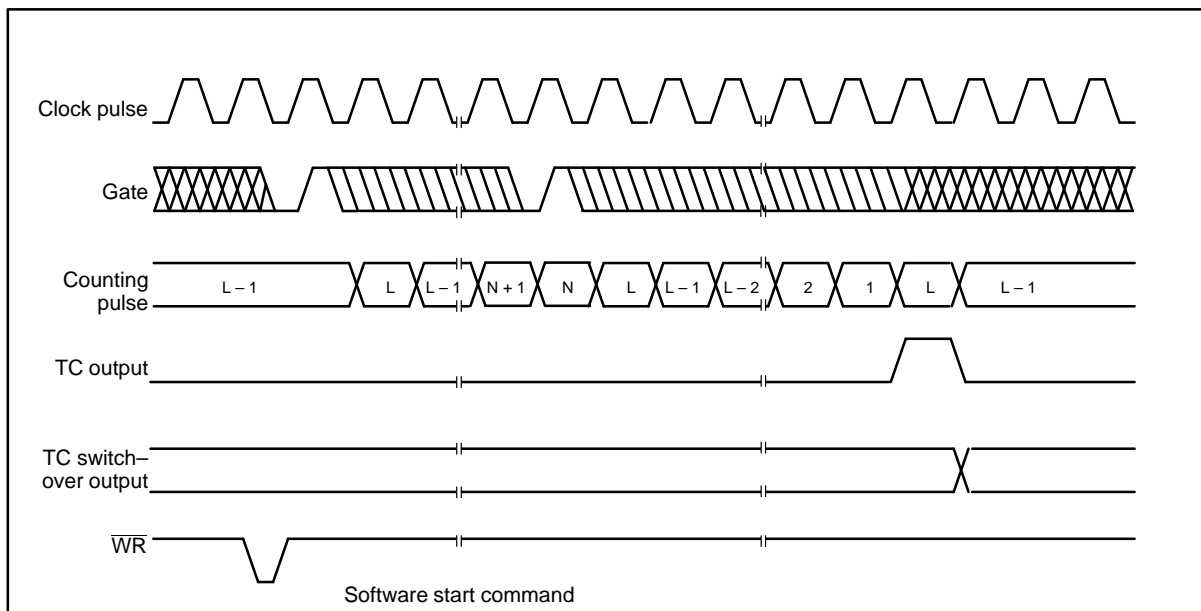 Clock pulse
Gate
Counting
pulse
L – 1 L L – 1 N + 1 N L L – 1 L – 2 2 1 L L – 1
TC output
TC switch–
over output
WR
Software start command